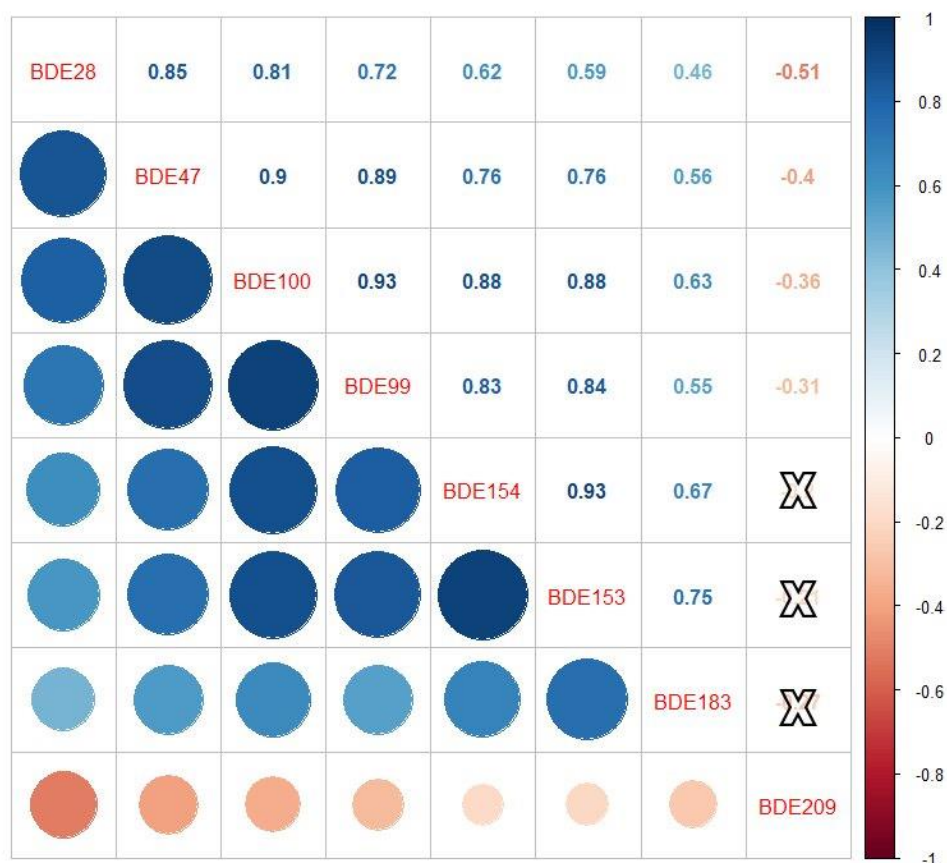 BDE28 0.85 0.81 0.72 0.62 0.59 0.46 -0.51
BDE47 0.9 0.89 0.76 0.76 0.56 -0.4
BDE100 0.93 0.88 0.88 0.63 -0.36
BDE99 0.83 0.84 0.55 -0.31
BDE154 0.93 0.67 X
BDE153 0.75 X
BDE183 X
BDE209
1
0.8
0.6
0.4
0.2
0
-0.2
-0.4
-0.6
-0.8
-1